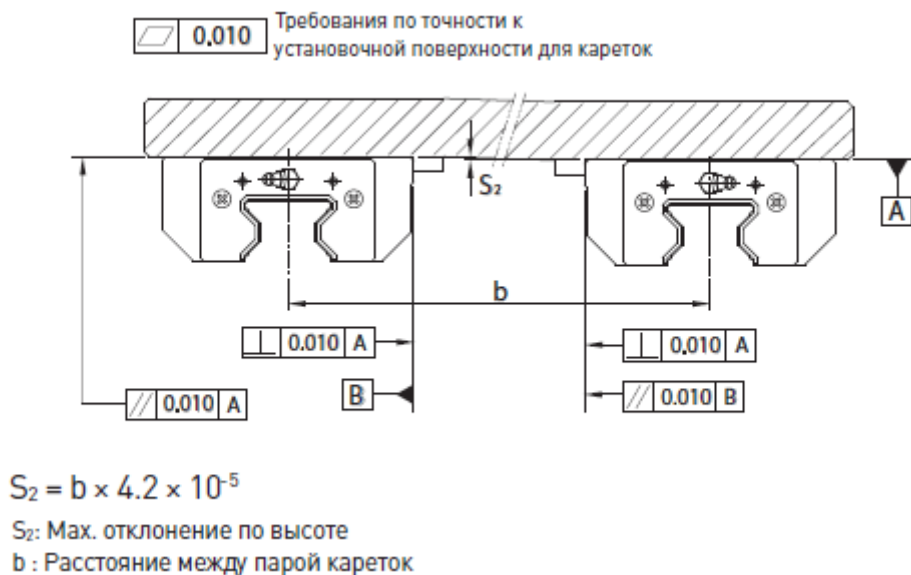 0.010 Требования по точности к
установочной поверхности для кареток
S₂
A
b
0.010 A
0.010 A
B
0.010 A
0.010 B
S₂ = b × 4.2 × 10⁻⁵
S₂: Max. отклонение по высоте
b : Расстояние между парой кареток